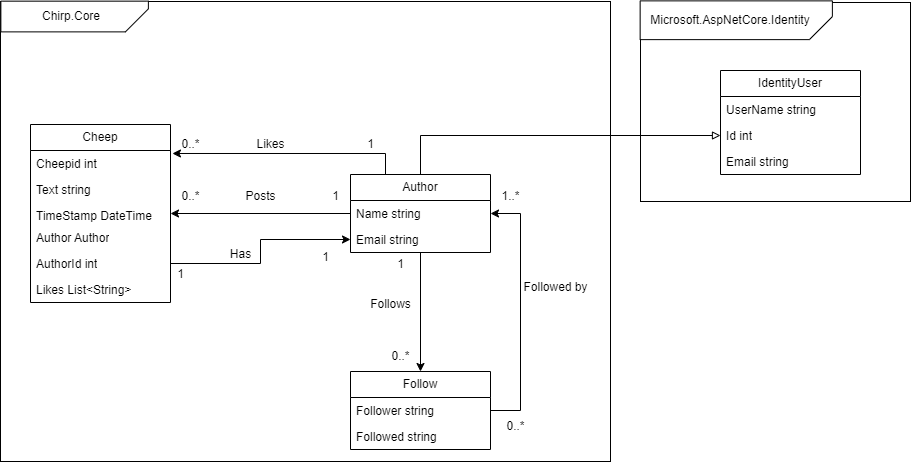 Chirp.Core
Microsoft.AspNetCore.Identity
IdentityUser
UserName string
Id int
Email string
Cheep
Cheepid int
Text string
TimeStamp DateTime
Author Author
AuthorId int
Likes List<String>
0..* Likes 1
0..* Posts 1
1 Has 1
Author
Name string
Email string
1..*
1
Follows
0..*
Followed by
0..*
Follow
Follower string
Followed string